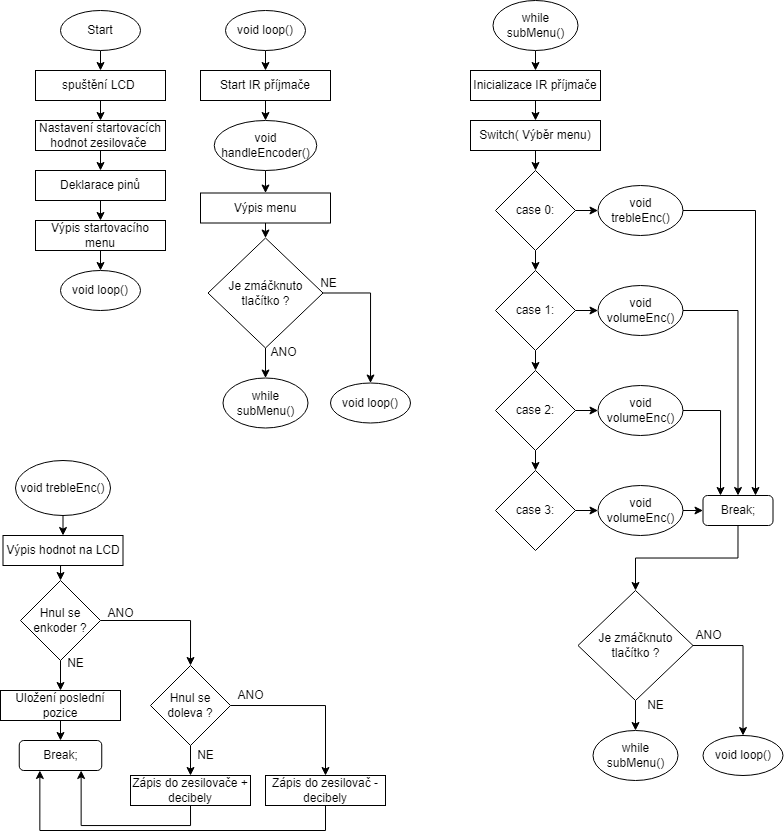 Start
spuštění LCD
Nastavení startovacích
hodnot zesilovače
Deklarace pinů
Výpis startovacího
menu
void loop()
void loop()
Start IR příjmače
void
handleEncoder()
Výpis menu
Je zmáčknuto
tlačítko ?
NE
ANO
while
subMenu()
void loop()
while
subMenu()
Inicializace IR příjmače
Switch( Výběr menu)
case 0:
void
trebleEnc()
case 1:
void
volumeEnc()
case 2:
void
volumeEnc()
case 3:
void
volumeEnc()
Break;
Je zmáčknuto
tlačítko ?
ANO
NE
while
subMenu()
void loop()
void trebleEnc()
Výpis hodnot na LCD
Hnul se
enkoder ?
ANO
NE
Uložení poslední
pozice
Break;
Hnul se
doleva ?
ANO
NE
Zápis do zesilovače +
decibely
Zápis do zesilovač -
decibely